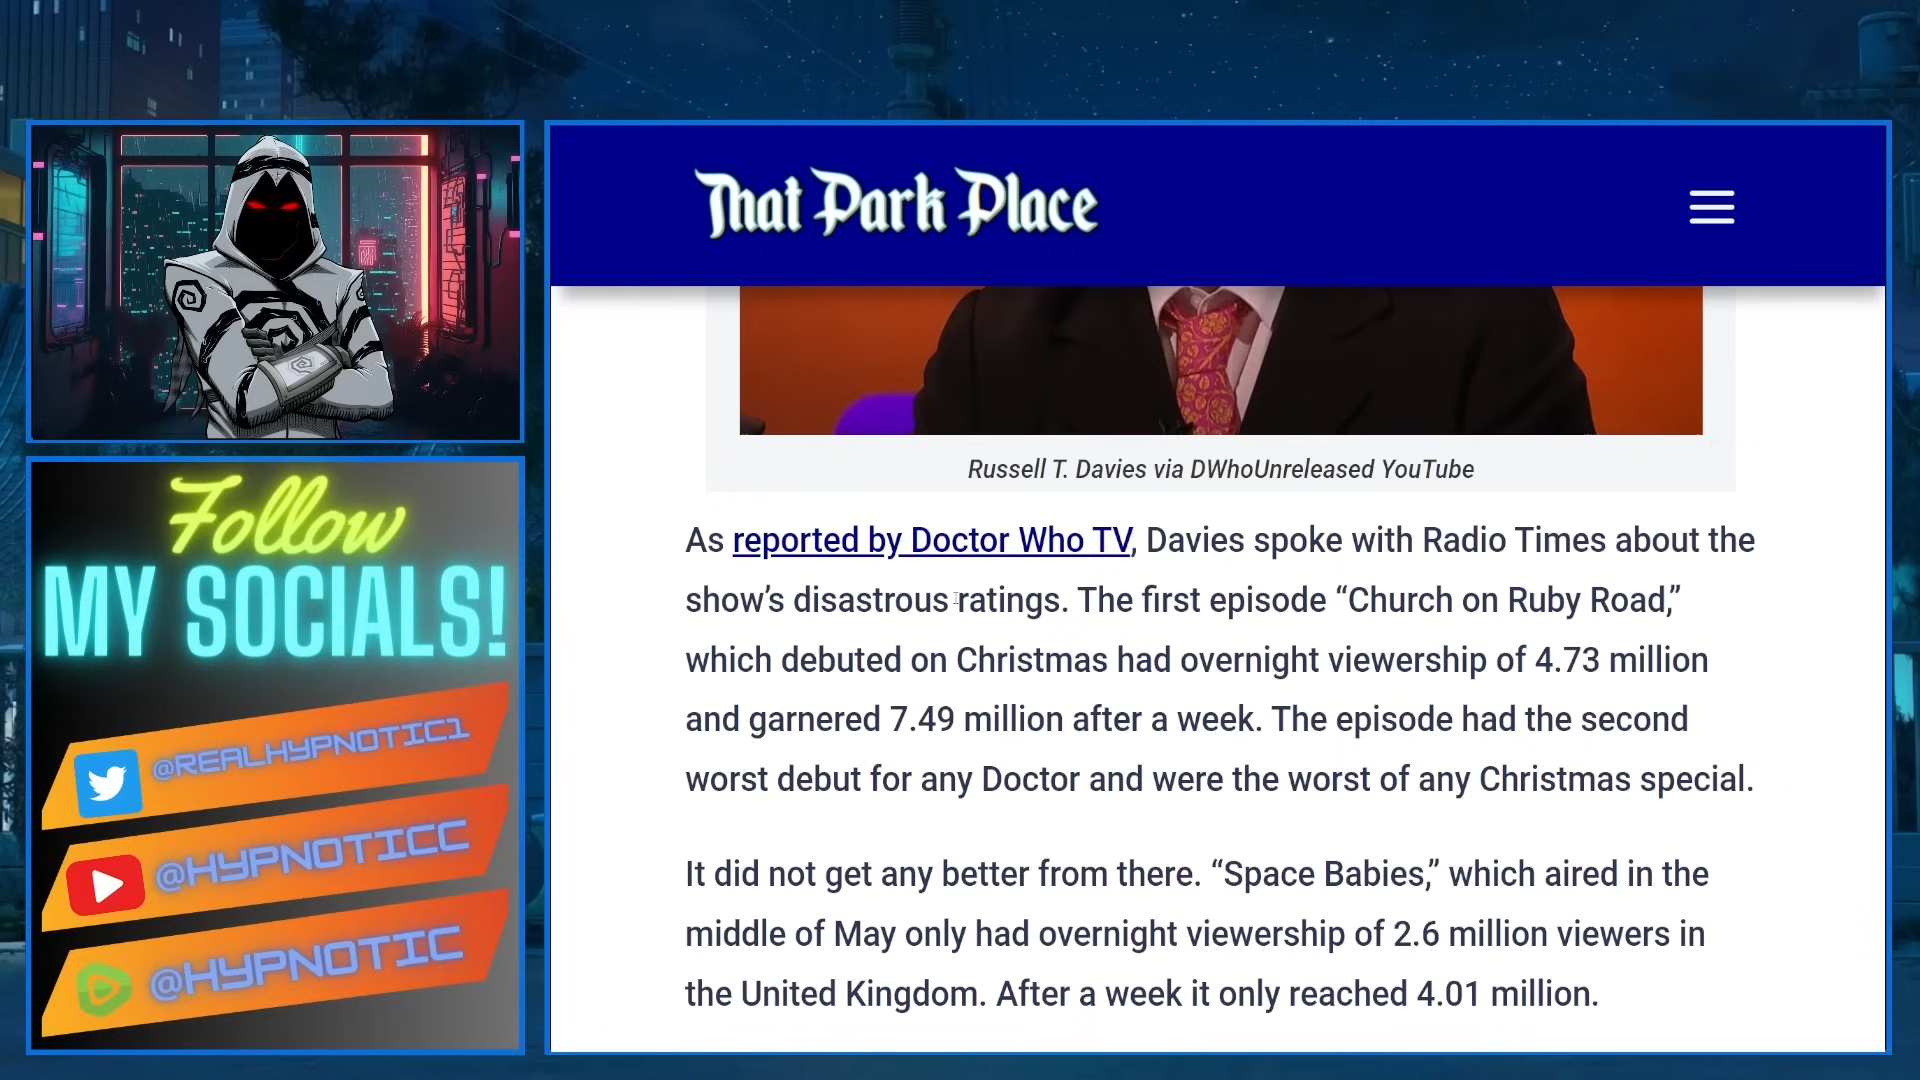 That Park Place
Russell T. Davies via DWhoUnreleased YouTube
As reported by Doctor Who TV, Davies spoke with Radio Times about the
show’s disastrous ratings. The first episode “Church on Ruby Road,”
which debuted on Christmas had overnight viewership of 4.73 million
and garnered 7.49 million after a week. The episode had the second
worst debut for any Doctor and were the worst of any Christmas special.
It did not get any better from there. “Space Babies,” which aired in the
middle of May only had overnight viewership of 2.6 million viewers in
the United Kingdom. After a week it only reached 4.01 million.
Follow
MY SOCIALS!
@REALHYPNOTIC1
@HYPNOTICC
@HYPNOTIC